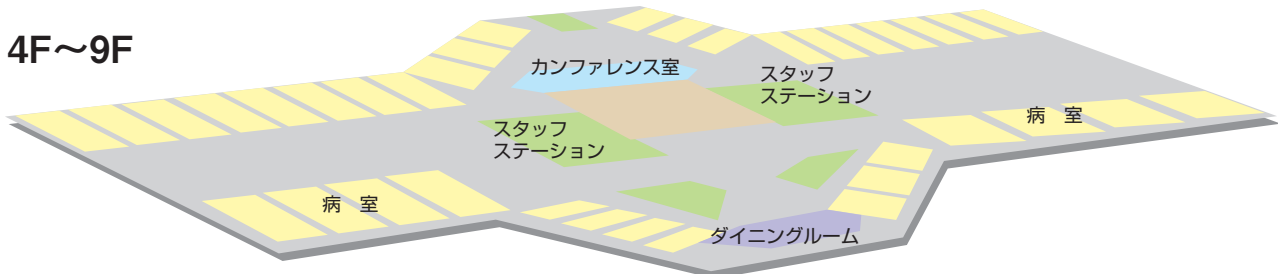 4F～9F
カンファレンス室
スタッフ
ステーション
スタッフ
ステーション
病　室
病　室
ダイニングルーム